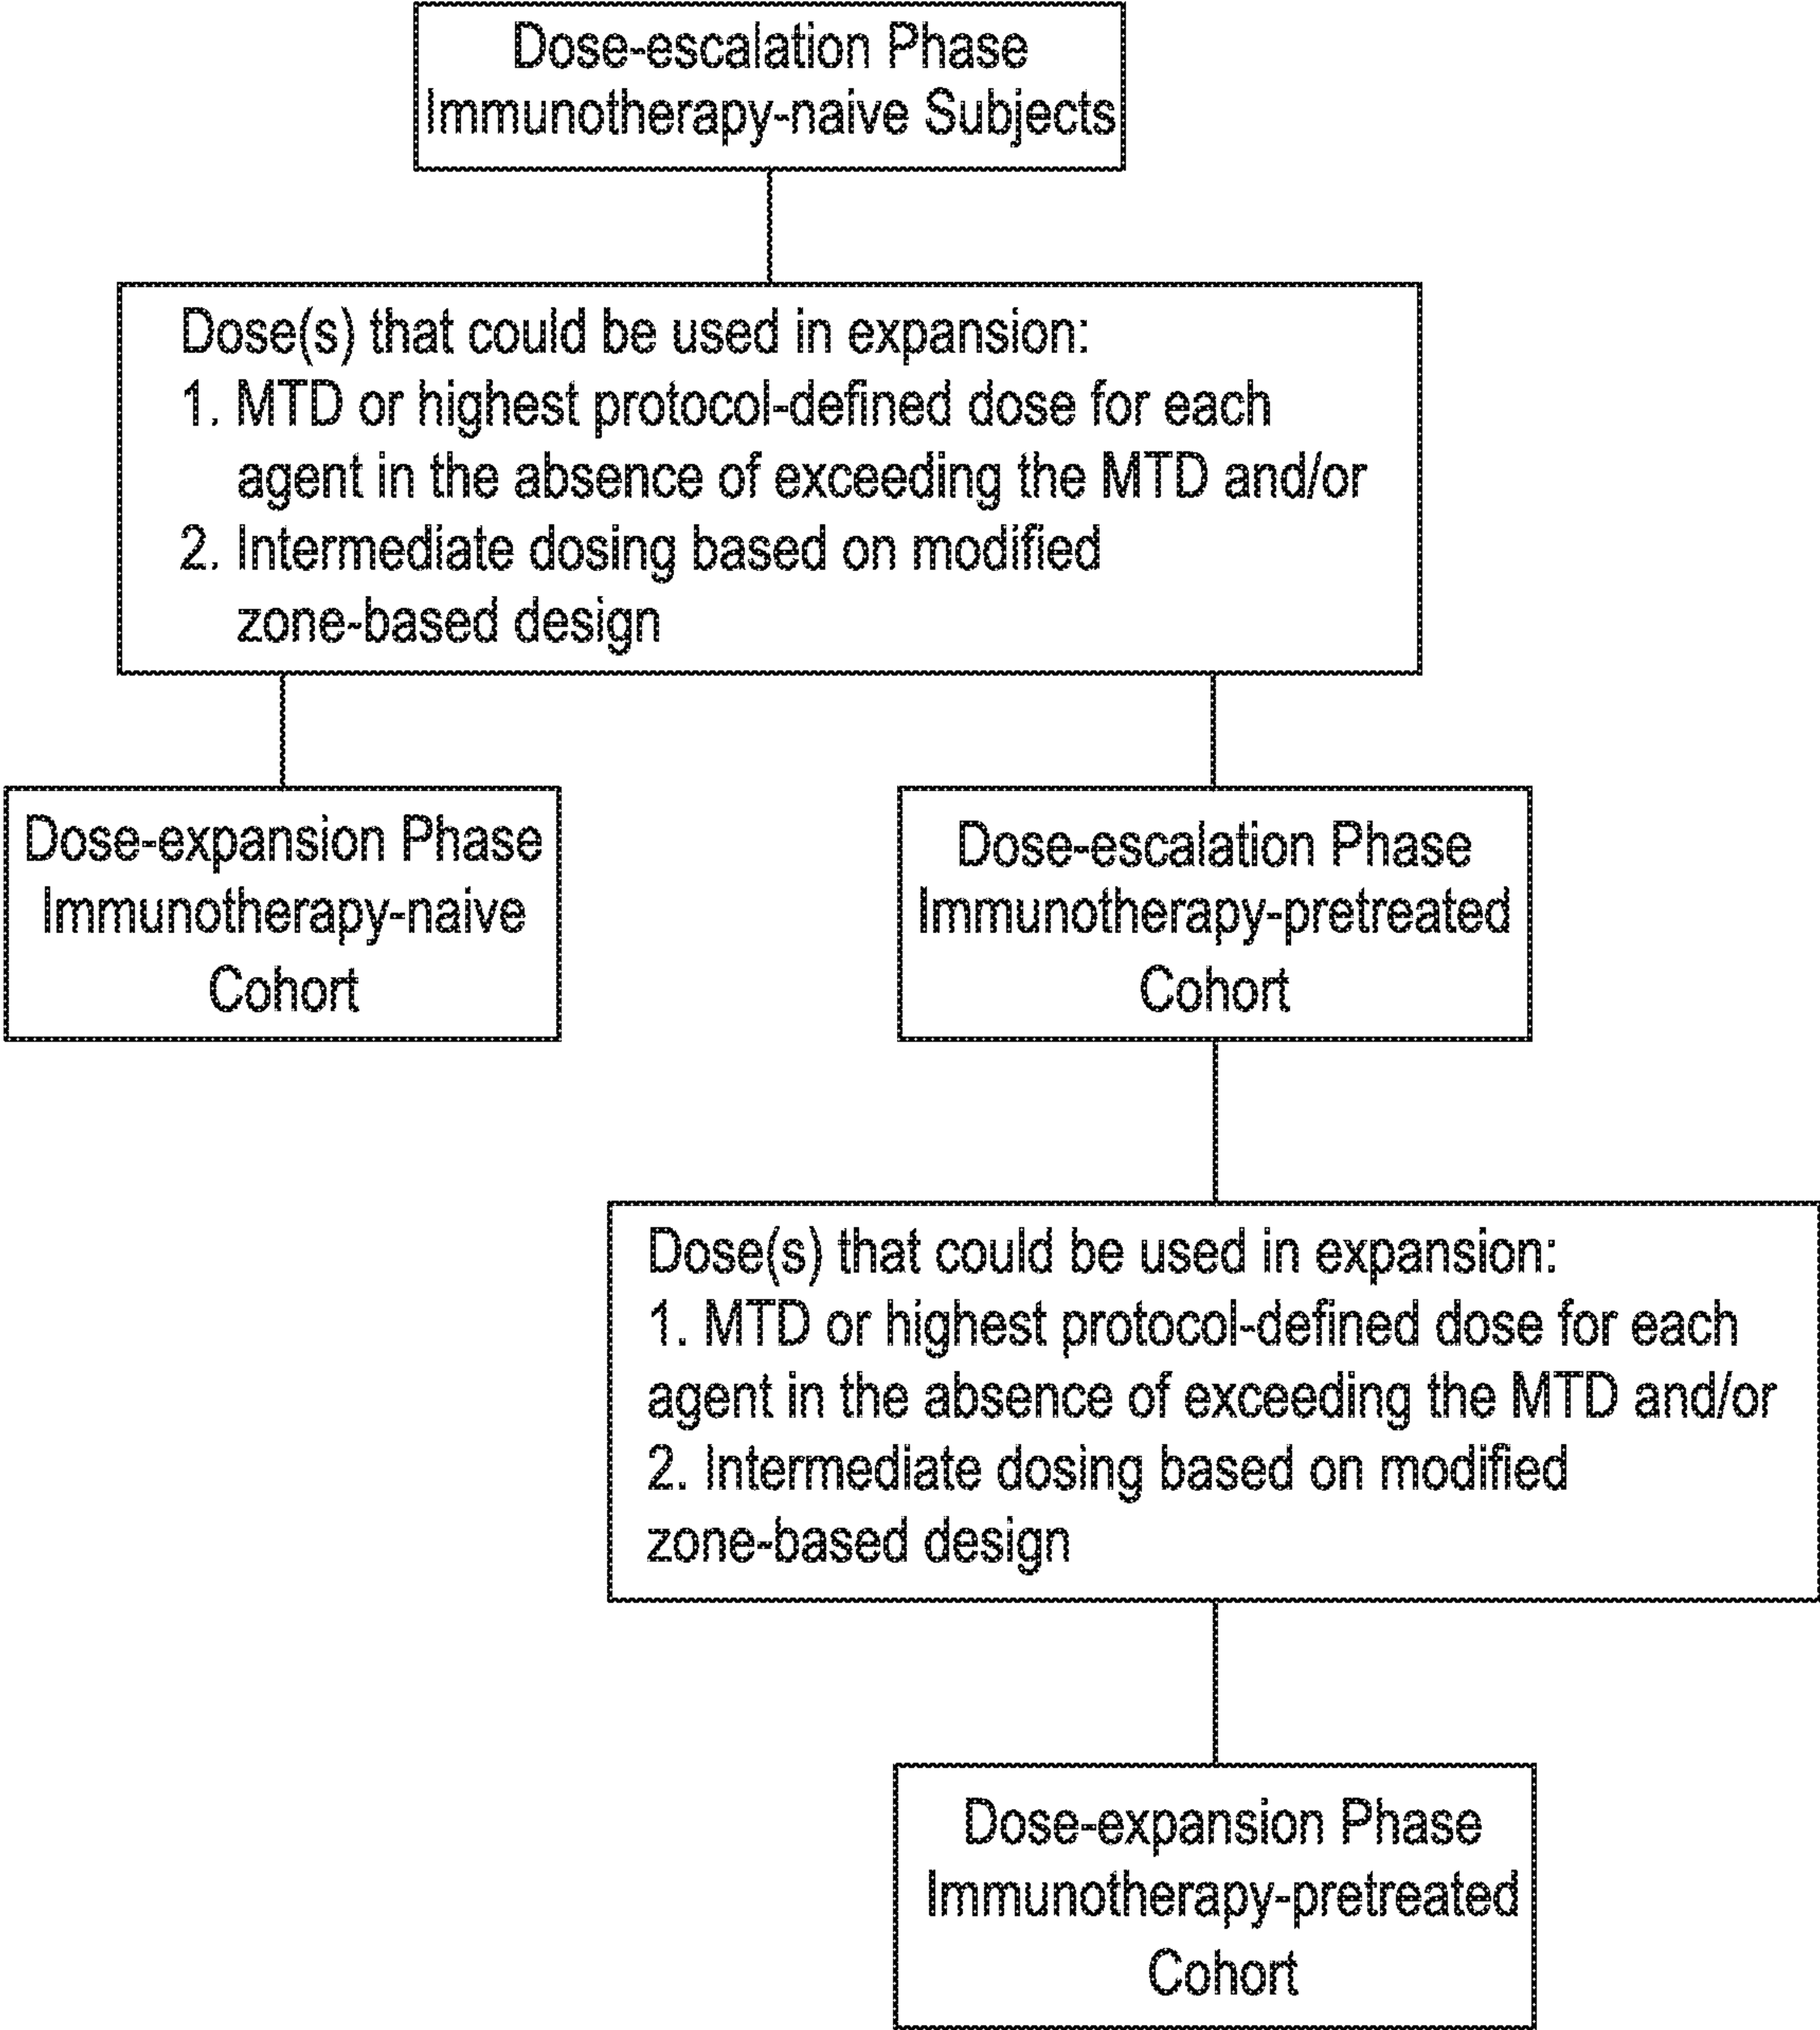 Dose-escalation Phase
Immunotherapy-naive Subjects
Dose(s) that could be used in expansion:
1. MTD or highest protocol-defined dose for each
agent in the absence of exceeding the MTD and/or
2. Intermediate dosing based on modified
zone-based design
Dose-expansion Phase
Immunotherapy-naive
Cohort
Dose-escalation Phase
Immunotherapy-pretreated
Cohort
Dose(s) that could be used in expansion:
1. MTD or highest protocol-defined dose for each
agent in the absence of exceeding the MTD and/or
2. Intermediate dosing based on modified
zone-based design
Dose-expansion Phase
Immunotherapy-pretreated
Cohort